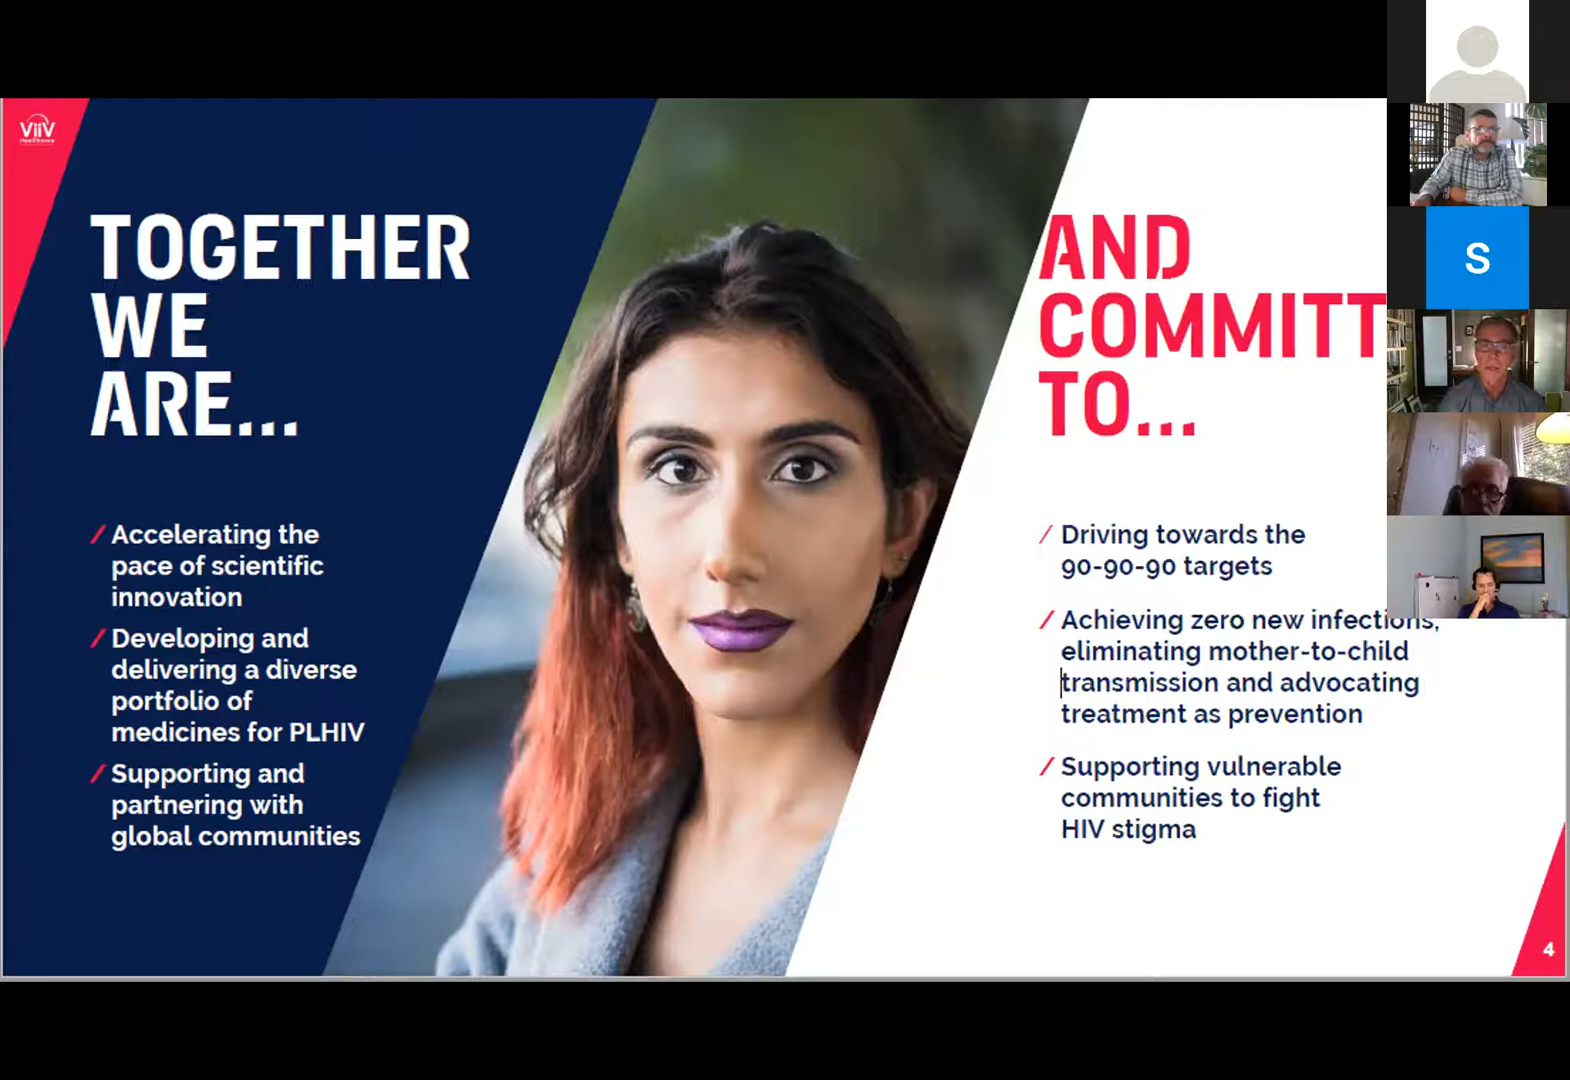 ViiV
Healthcare
TOGETHER
WE
ARE...
/ Accelerating the
pace of scientific
innovation
/ Developing and
delivering a diverse
portfolio of
medicines for PLHIV
/ Supporting and
partnering with
global communities
AND
COMMITT
TO...
/ Driving towards the
90-90-90 targets
/ Achieving zero new infections,
eliminating mother-to-child
transmission and advocating
treatment as prevention
/ Supporting vulnerable
communities to fight
HIV stigma
4
S